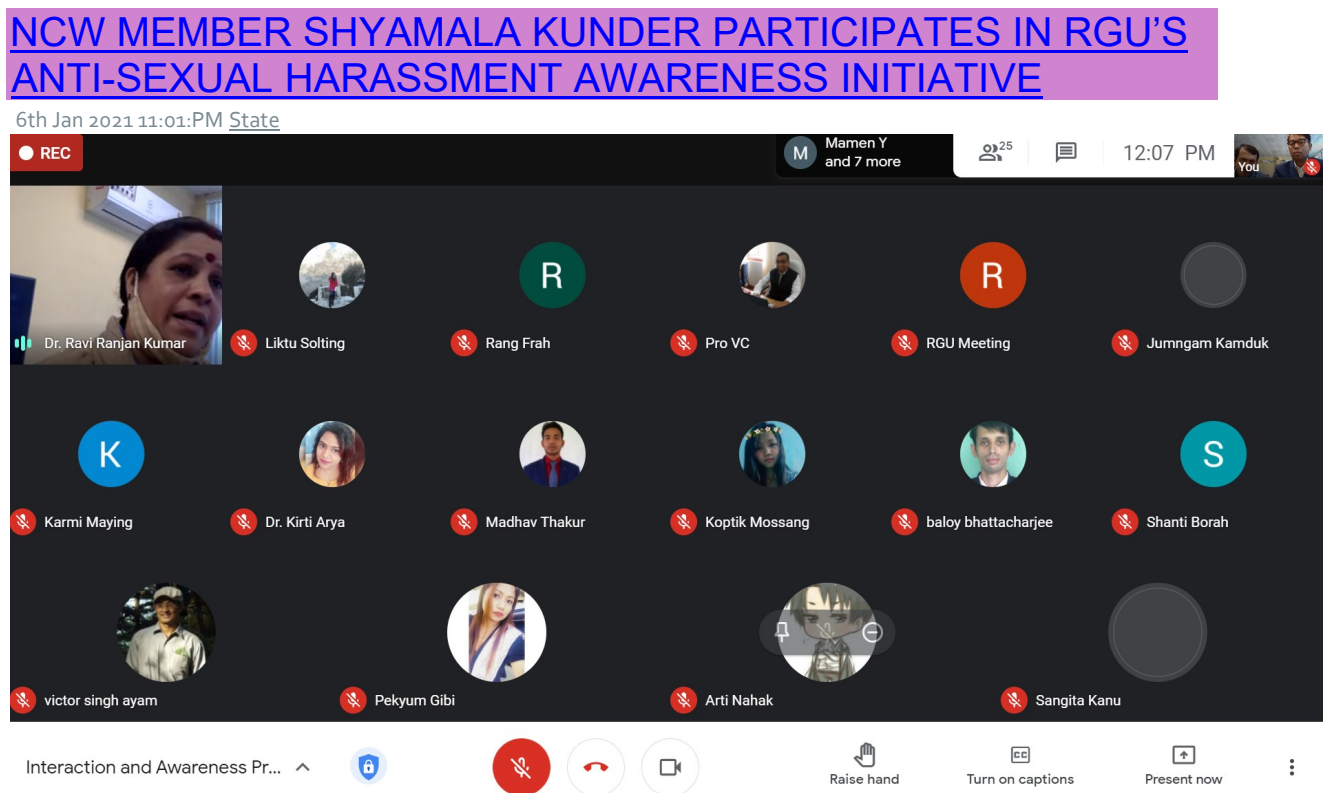 NCW MEMBER SHYAMALA KUNDER PARTICIPATES IN RGU'S
ANTI-SEXUAL HARASSMENT AWARENESS INITIATIVE
6th Jan 2021 11:01:PM State
REC
M
Mamen Y
and 7 more
25
12:07 PM
You
R
R
Dr. Ravi Ranjan Kumar
Liktu Solting
Rang Frah
Pro VC
RGU Meeting
Jumngam Kamduk
K
S
Karmi Maying
Dr. Kirti Arya
Madhav Thakur
Koptik Mossang
baloy bhattacharjee
Shanti Borah
victor singh ayam
Pekyum Gibi
Arti Nahak
Sangita Kanu
Interaction and Awareness Pr...
Raise hand
CC
Turn on captions
Present now